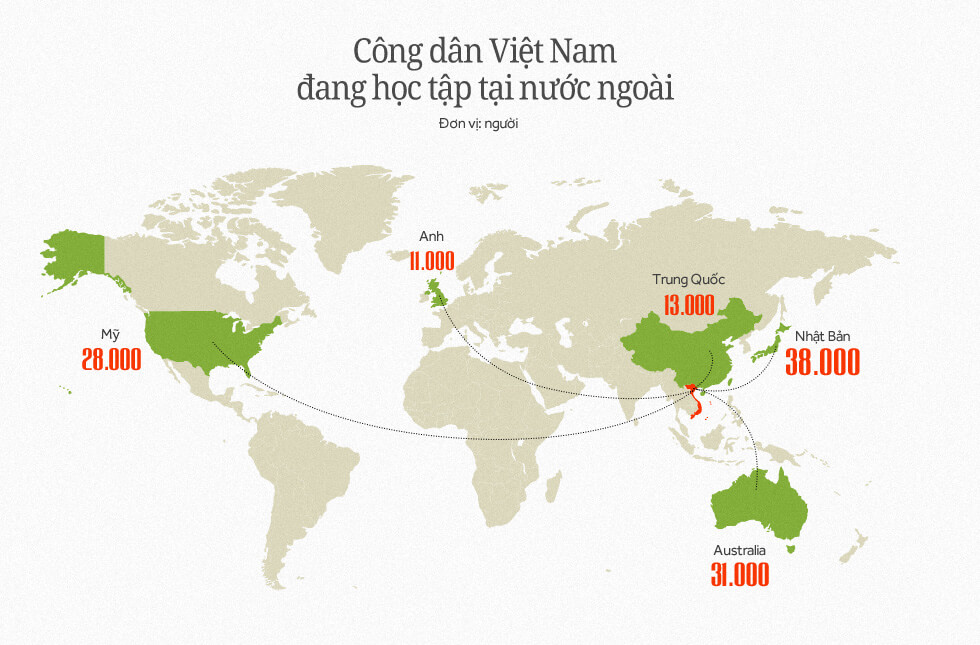 Công dân Việt Nam
đang học tập tại nước ngoài
Đơn vị: người
Anh
11.000
Trung Quốc
13.000
Mỹ
28.000
Nhật Bản
38.000
Australia
31.000